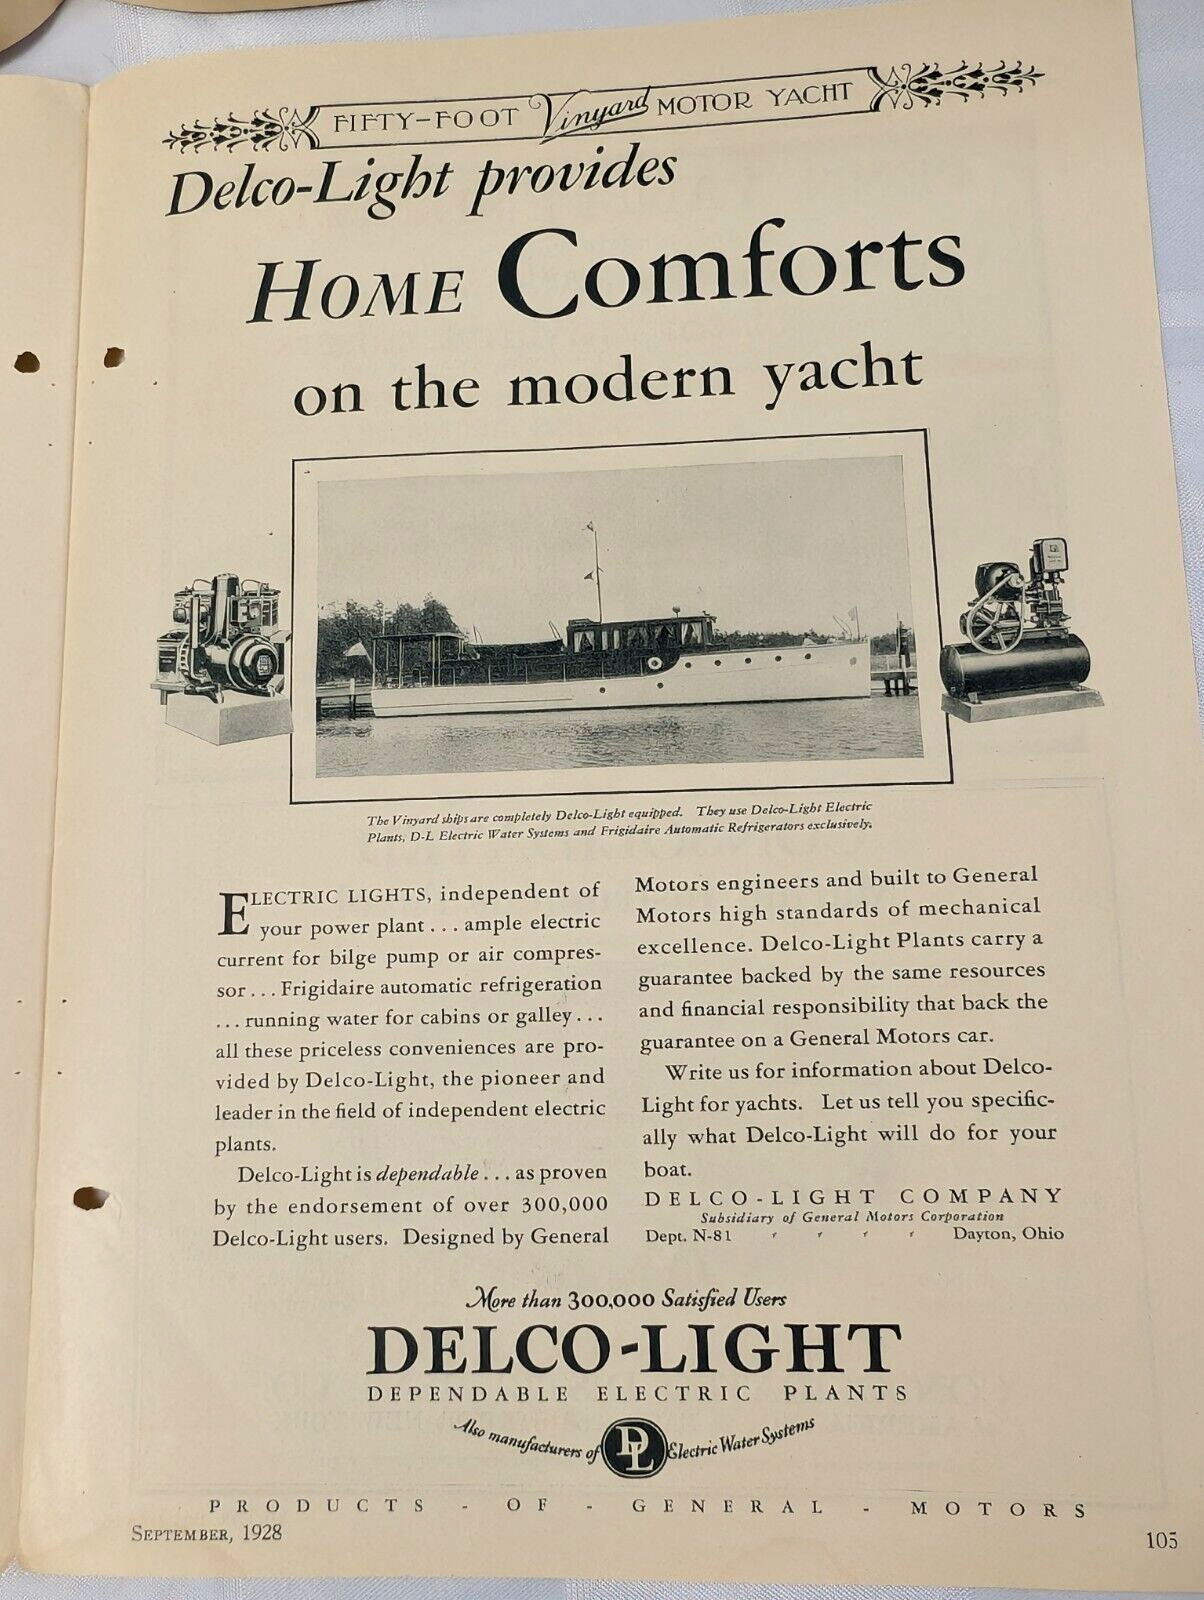 FIFTY-FOOT Vinyard MOTOR YACHT
Delco-Light provides
HOME Comforts
on the modern yacht
The Vinyard ships are completely Delco-Light equipped. They use Delco-Light Electric
Plants, D-L Electric Water Systems and Frigidaire Automatic Refrigerators exclusively.
ELECTRIC LIGHTS, independent of
your power plant . . . ample electric
current for bilge pump or air compres-
sor . . . Frigidaire automatic refrigeration
. . . running water for cabins or galley . . .
all these priceless conveniences are pro-
vided by Delco-Light, the pioneer and
leader in the field of independent electric
plants.
Delco-Light is dependable . . . as proven
by the endorsement of over 300,000
Delco-Light users. Designed by General
Motors engineers and built to General
Motors high standards of mechanical
excellence. Delco-Light Plants carry a
guarantee backed by the same resources
and financial responsibility that back the
guarantee on a General Motors car.
Write us for information about Delco-
Light for yachts. Let us tell you specific-
ally what Delco-Light will do for your
boat.
DELCO-LIGHT COMPANY
Subsidiary of General Motors Corporation
Dept. N-81 Dayton, Ohio
More than 300,000 Satisfied Users
DELCO-LIGHT
DEPENDABLE ELECTRIC PLANTS
Also manufacturers of DL Electric Water Systems
PRODUCTS - OF - GENERAL - MOTORS
SEPTEMBER, 1928
105